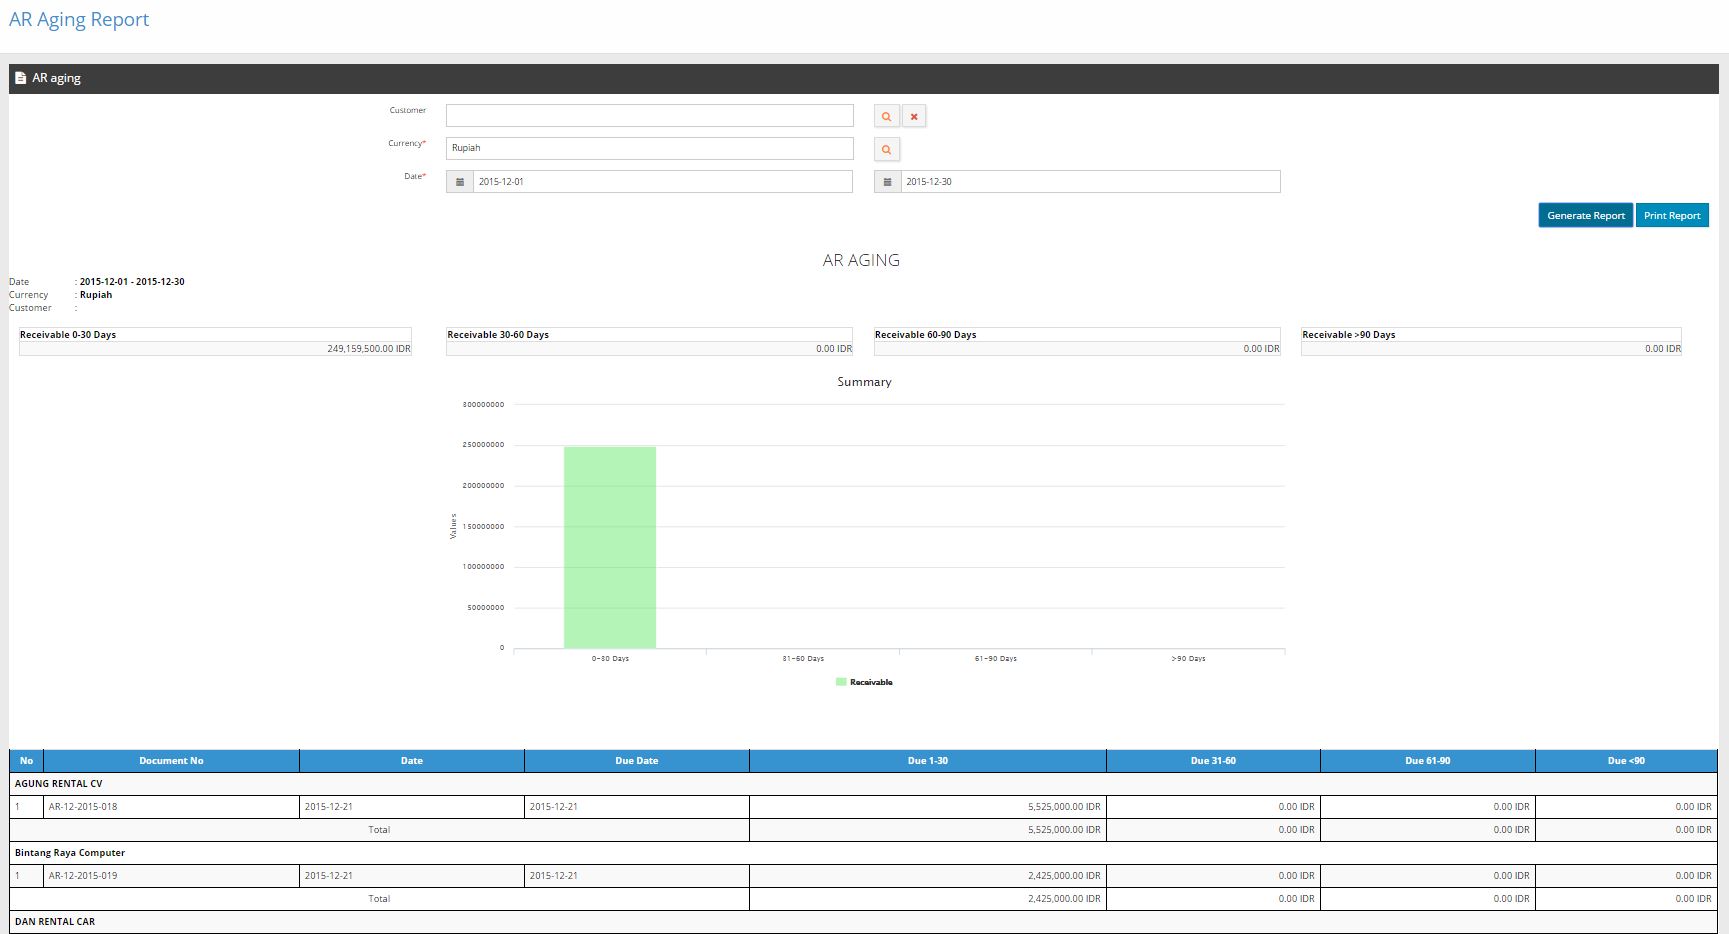 AR Aging Report
AR aging
Customer
Currency*
Rupiah
Date*
2015-12-01
2015-12-30
Generate Report
Print Report
AR AGING
Date : 2015-12-01 - 2015-12-30
Currency : Rupiah
Customer :
Receivable 0-30 Days
249,159,500.00 IDR
Receivable 30-60 Days
0.00 IDR
Receivable 60-90 Days
0.00 IDR
Receivable >90 Days
0.00 IDR
Summary
Values
300000000
250000000
200000000
150000000
100000000
50000000
0
0-30 Days
31-60 Days
61-90 Days
>90 Days
Receivable
No Document No Date Due Date Due 1-30 Due 31-60 Due 61-90 Due <90
AGUNG RENTAL CV
1 AR-12-2015-018 2015-12-21 2015-12-21 5,525,000.00 IDR 0.00 IDR 0.00 IDR 0.00 IDR
Total 5,525,000.00 IDR 0.00 IDR 0.00 IDR 0.00 IDR
Bintang Raya Computer
1 AR-12-2015-019 2015-12-21 2015-12-21 2,425,000.00 IDR 0.00 IDR 0.00 IDR 0.00 IDR
Total 2,425,000.00 IDR 0.00 IDR 0.00 IDR 0.00 IDR
DAN RENTAL CAR